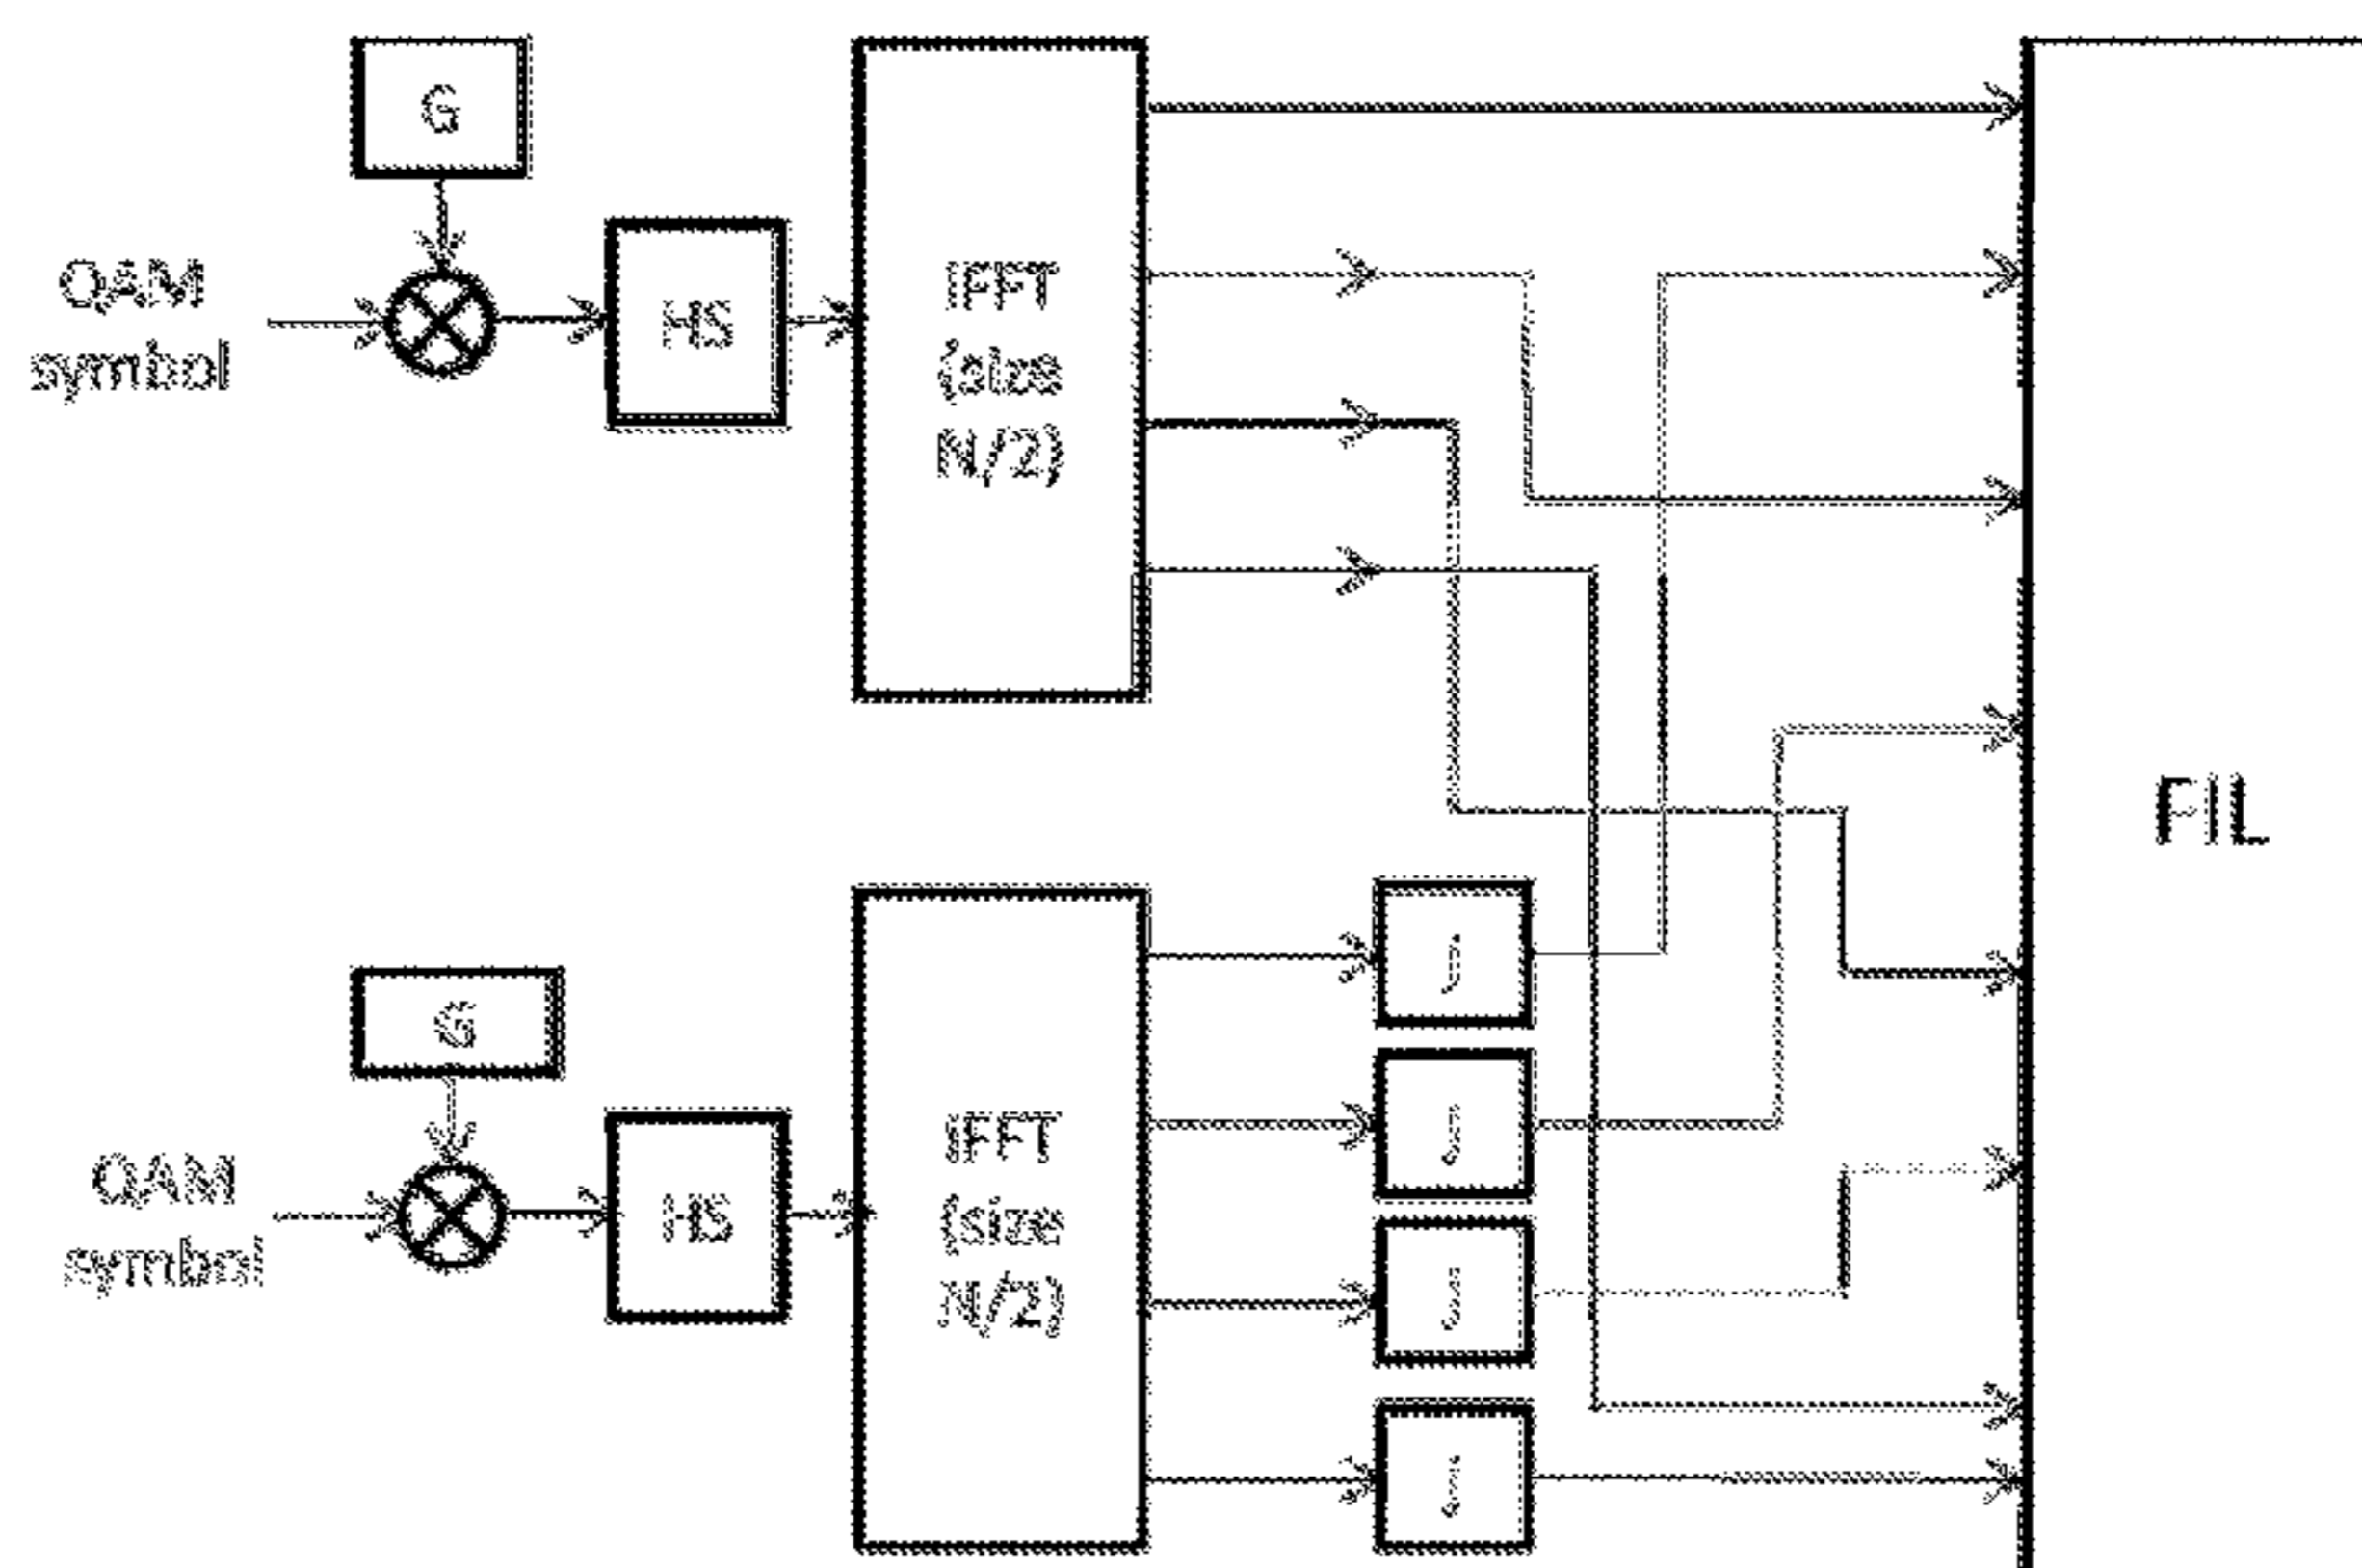 G
QAM
symbol
HS
IFFT
(size
N/2)
FIL
G
QAM
symbol
HS
IFFT
(size
N/2)
j
j
j
j